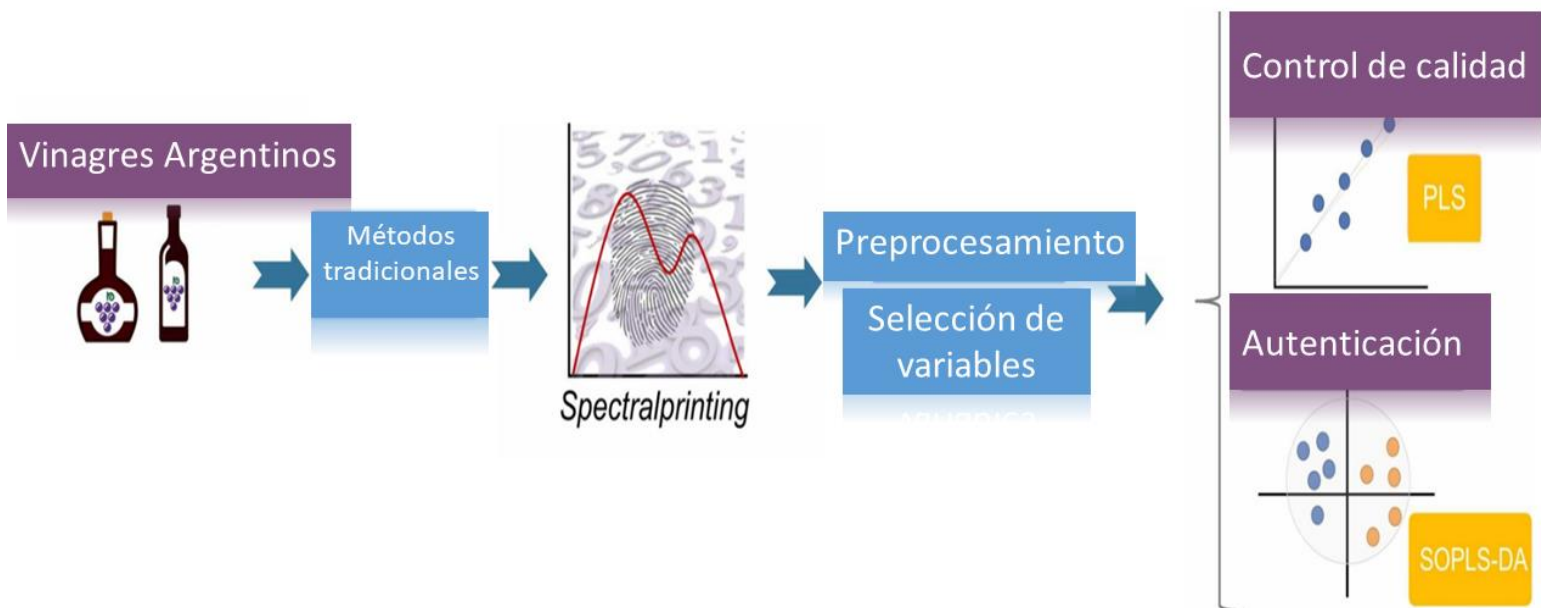 Vinagres Argentinos
Métodos
tradicionales
Spectralprinting
Preprocesamiento
Selección de
variables
Control de calidad
PLS
Autenticación
SOPLS-DA